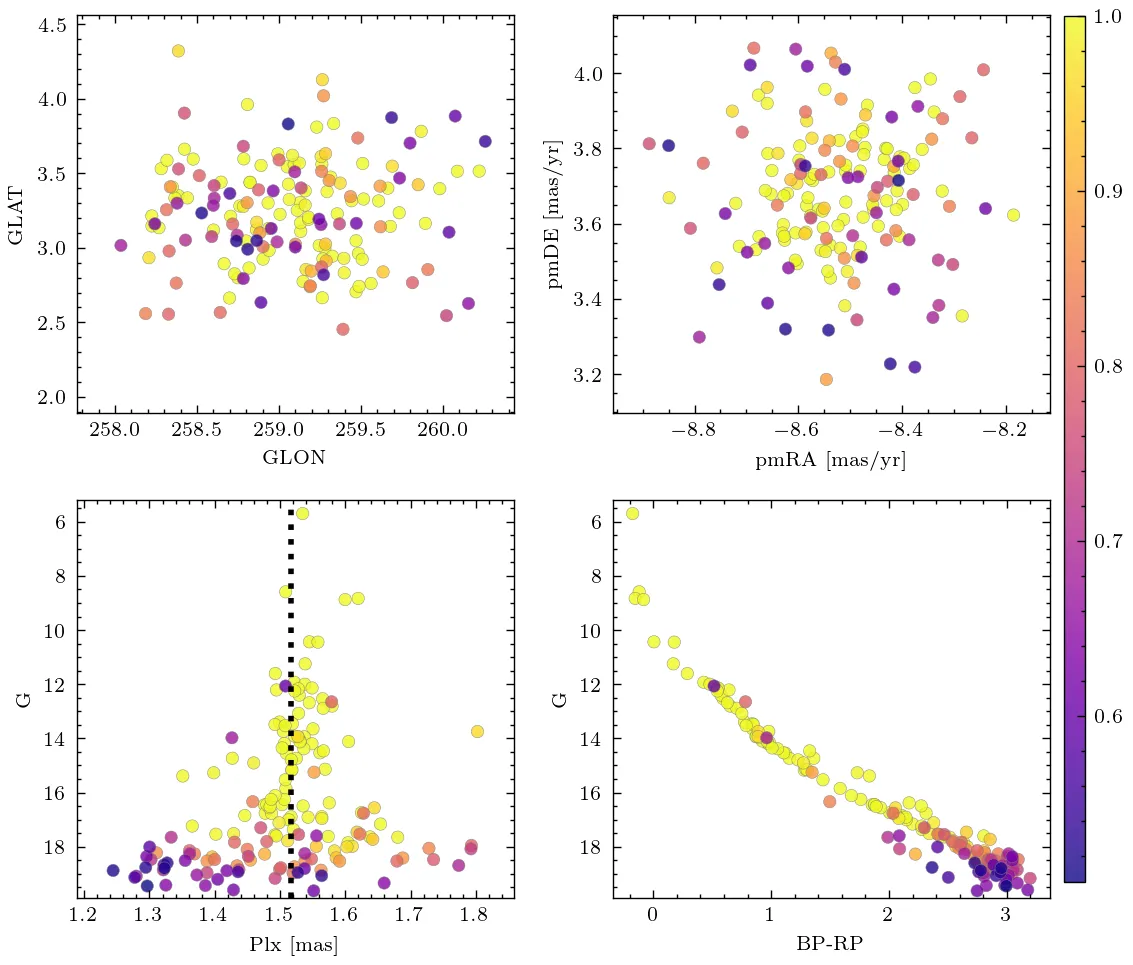 4.5
4.0
3.5
3.0
2.5
2.0
GLAT
258.0 258.5 259.0 259.5 260.0
GLON
4.0
3.8
3.6
3.4
3.2
pmDE [mas/yr]
−8.8 −8.6 −8.4 −8.2
pmRA [mas/yr]
1.0
0.9
0.8
0.7
0.6
6
8
10
12
14
16
18
G
1.2 1.3 1.4 1.5 1.6 1.7 1.8
Plx [mas]
6
8
10
12
14
16
18
G
0 1 2 3
BP-RP